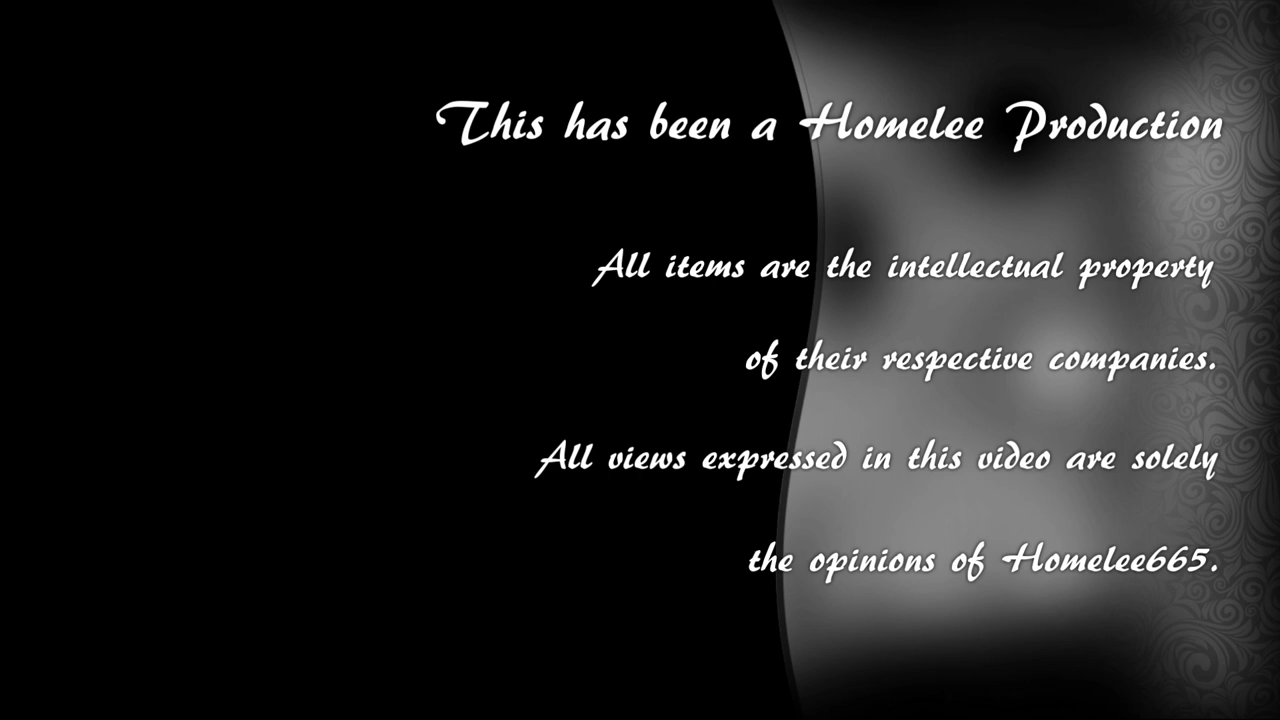 This has been a Homelee Production
All items are the intellectual property
of their respective companies.
All views expressed in this video are solely
the opinions of Homelee665.